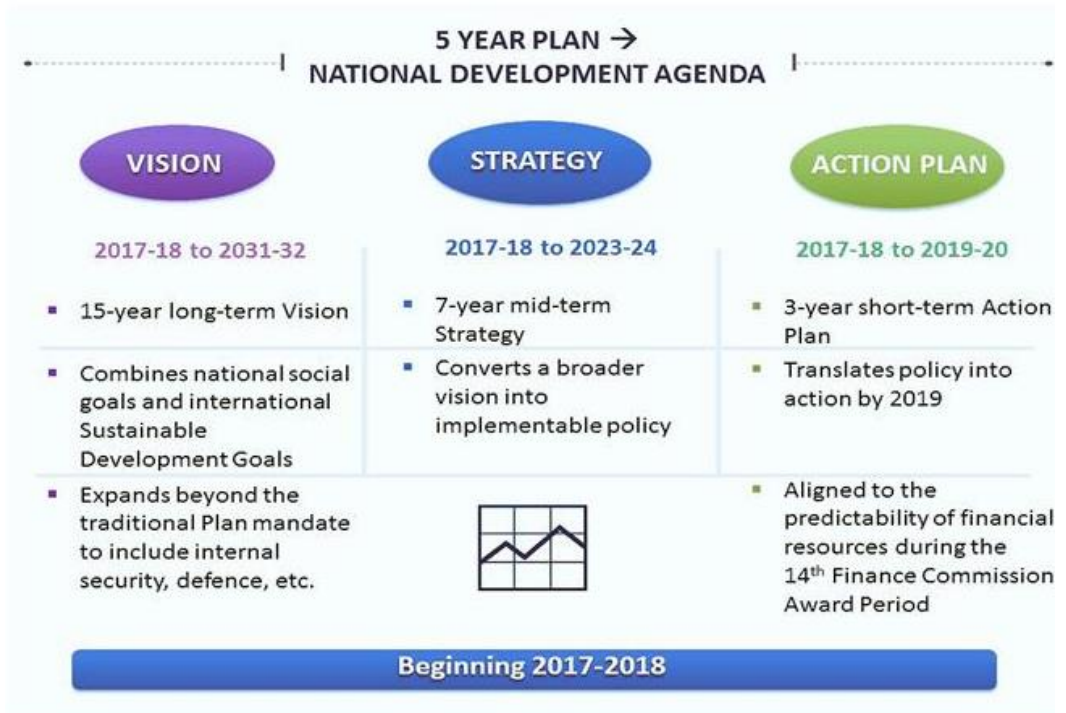 5 YEAR PLAN →
NATIONAL DEVELOPMENT AGENDA
VISION
2017-18 to 2031-32
▪ 15-year long-term Vision
▪ Combines national social
goals and international
Sustainable
Development Goals
▪ Expands beyond the
traditional Plan mandate
to include internal
security, defence, etc.
STRATEGY
2017-18 to 2023-24
▪ 7-year mid-term
Strategy
▪ Converts a broader
vision into
implementable policy
ACTION PLAN
2017-18 to 2019-20
▪ 3-year short-term Action
Plan
▪ Translates policy into
action by 2019
▪ Aligned to the
predictability of financial
resources during the
14th Finance Commission
Award Period
Beginning 2017-2018